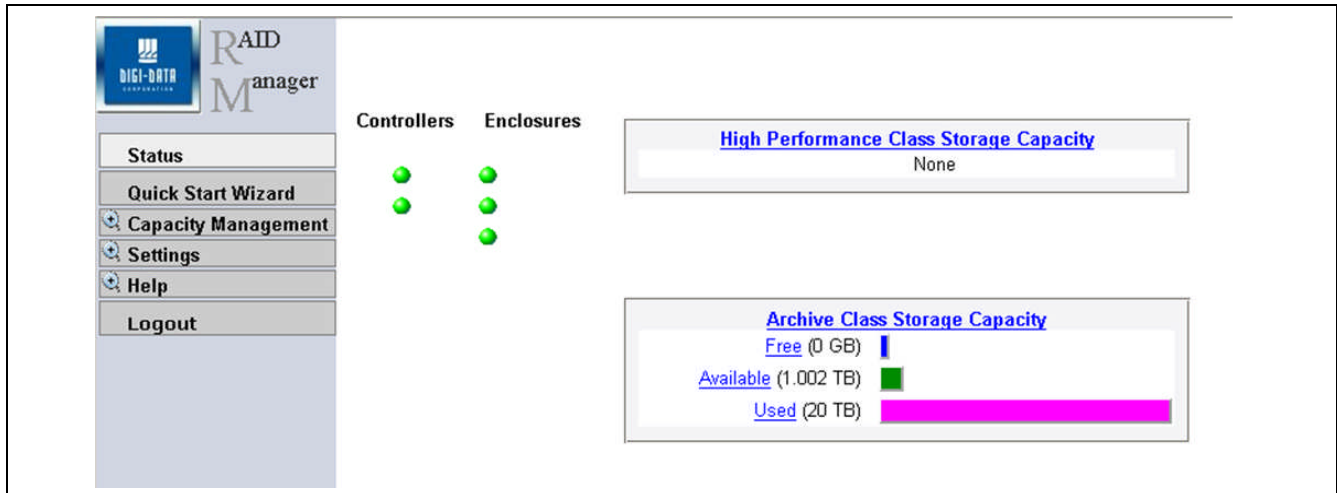 DIGI-DATA
CORPORATION
RAID
Manager
Status
Quick Start Wizard
Capacity Management
Settings
Help
Logout
Controllers Enclosures
High Performance Class Storage Capacity
None
Archive Class Storage Capacity
Free (0 GB)
Available (1.002 TB)
Used (20 TB)